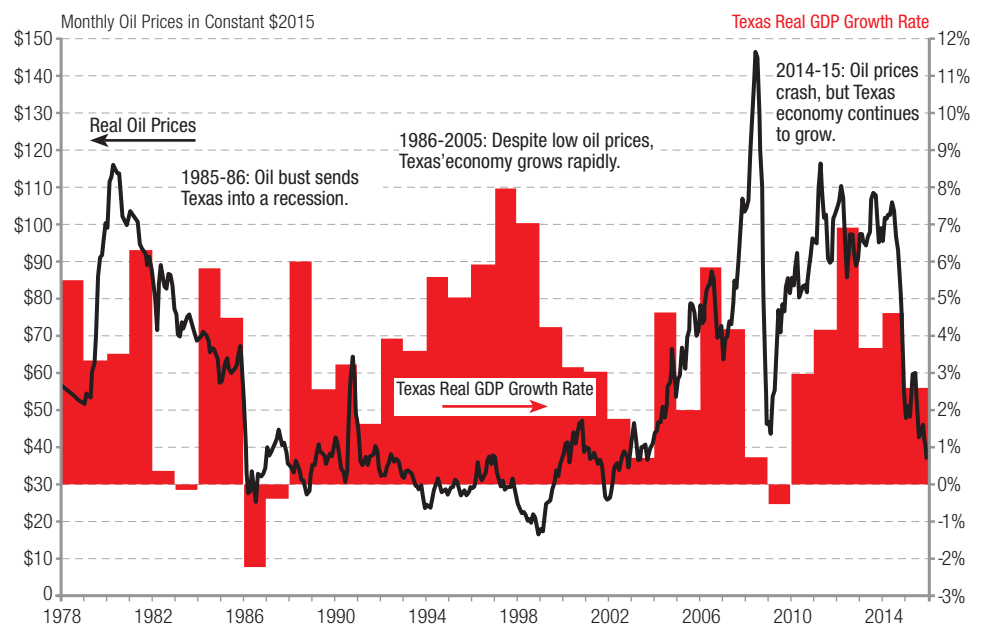 Monthly Oil Prices in Constant $2015
Texas Real GDP Growth Rate
$150
$140
$130
$120
$110
$100
$90
$80
$70
$60
$50
$40
$30
$20
$10
0
12%
11%
10%
9%
8%
7%
6%
5%
4%
3%
2%
1%
0%
-1%
-2%
-3%
Real Oil Prices
1985-86: Oil bust sends
Texas into a recession.
1986-2005: Despite low oil prices,
Texas’economy grows rapidly.
2014-15: Oil prices
crash, but Texas
economy continues
to grow.
Texas Real GDP Growth Rate
1978 1982 1986 1990 1994 1998 2002 2006 2010 2014